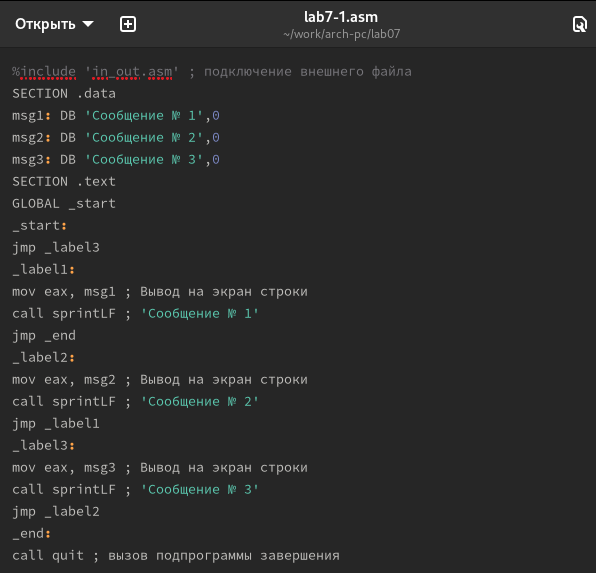 Открыть
lab7-1.asm
~/work/arch-pc/lab07
%include 'in_out.asm' ; подключение внешнего файла
SECTION .data
msg1: DB 'Сообщение № 1',0
msg2: DB 'Сообщение № 2',0
msg3: DB 'Сообщение № 3',0
SECTION .text
GLOBAL _start
_start:
jmp _label3
_label1:
mov eax, msg1 ; Вывод на экран строки
call sprintLF ; 'Сообщение № 1'
jmp _end
_label2:
mov eax, msg2 ; Вывод на экран строки
call sprintLF ; 'Сообщение № 2'
jmp _label1
_label3:
mov eax, msg3 ; Вывод на экран строки
call sprintLF ; 'Сообщение № 3'
jmp _label2
_end:
call quit ; вызов подпрограммы завершения